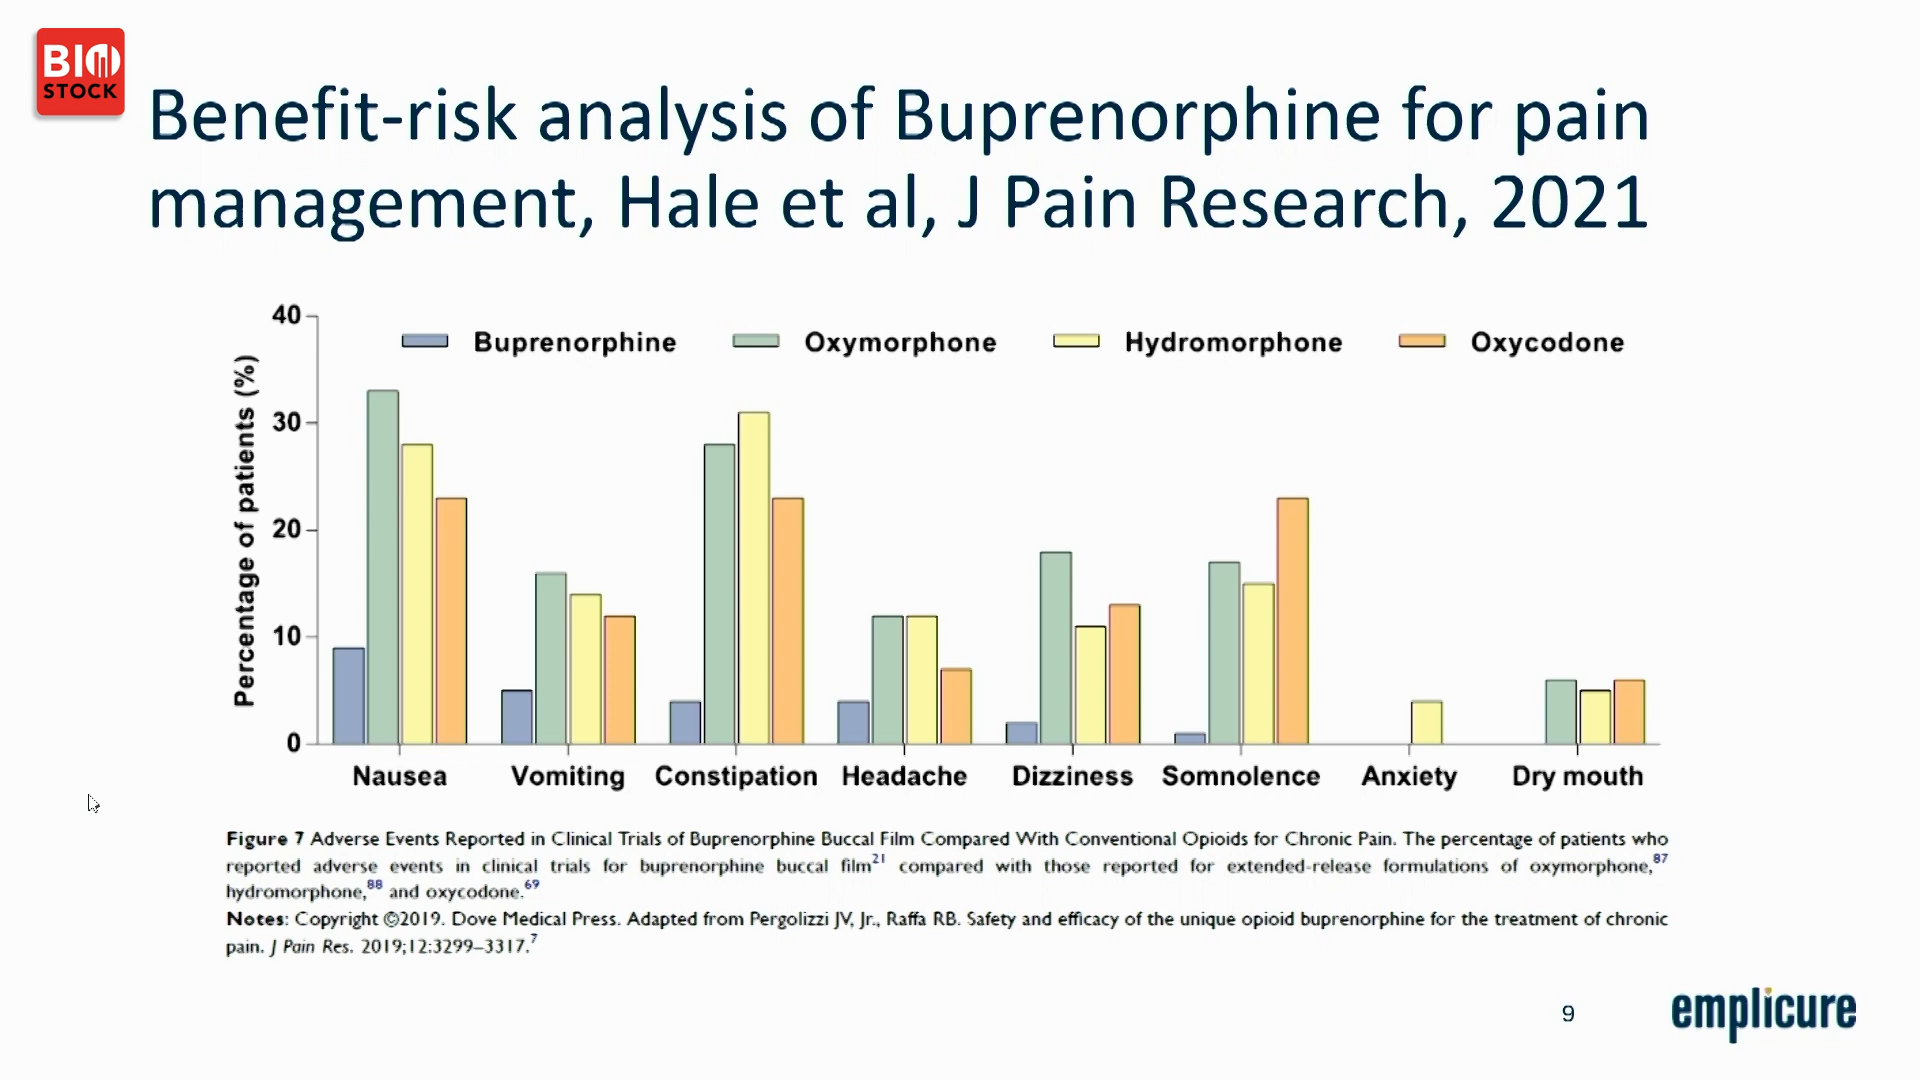 BIO
STOCK
Benefit-risk analysis of Buprenorphine for pain
management, Hale et al, J Pain Research, 2021
Percentage of patients (%)
40
30
20
10
0
Buprenorphine Oxymorphone Hydromorphone Oxycodone
Nausea Vomiting Constipation Headache Dizziness Somnolence Anxiety Dry mouth
Figure 7 Adverse Events Reported in Clinical Trials of Buprenorphine Buccal Film Compared With Conventional Opioids for Chronic Pain. The percentage of patients who
reported adverse events in clinical trials for buprenorphine buccal film21 compared with those reported for extended-release formulations of oxymorphone,87
hydromorphone,88 and oxycodone.69
Notes: Copyright ©2019. Dove Medical Press. Adapted from Pergolizzi JV, Jr., Raffa RB. Safety and efficacy of the unique opioid buprenorphine for the treatment of chronic
pain. J Pain Res. 2019;12:3299–3317.7
9
emplicure